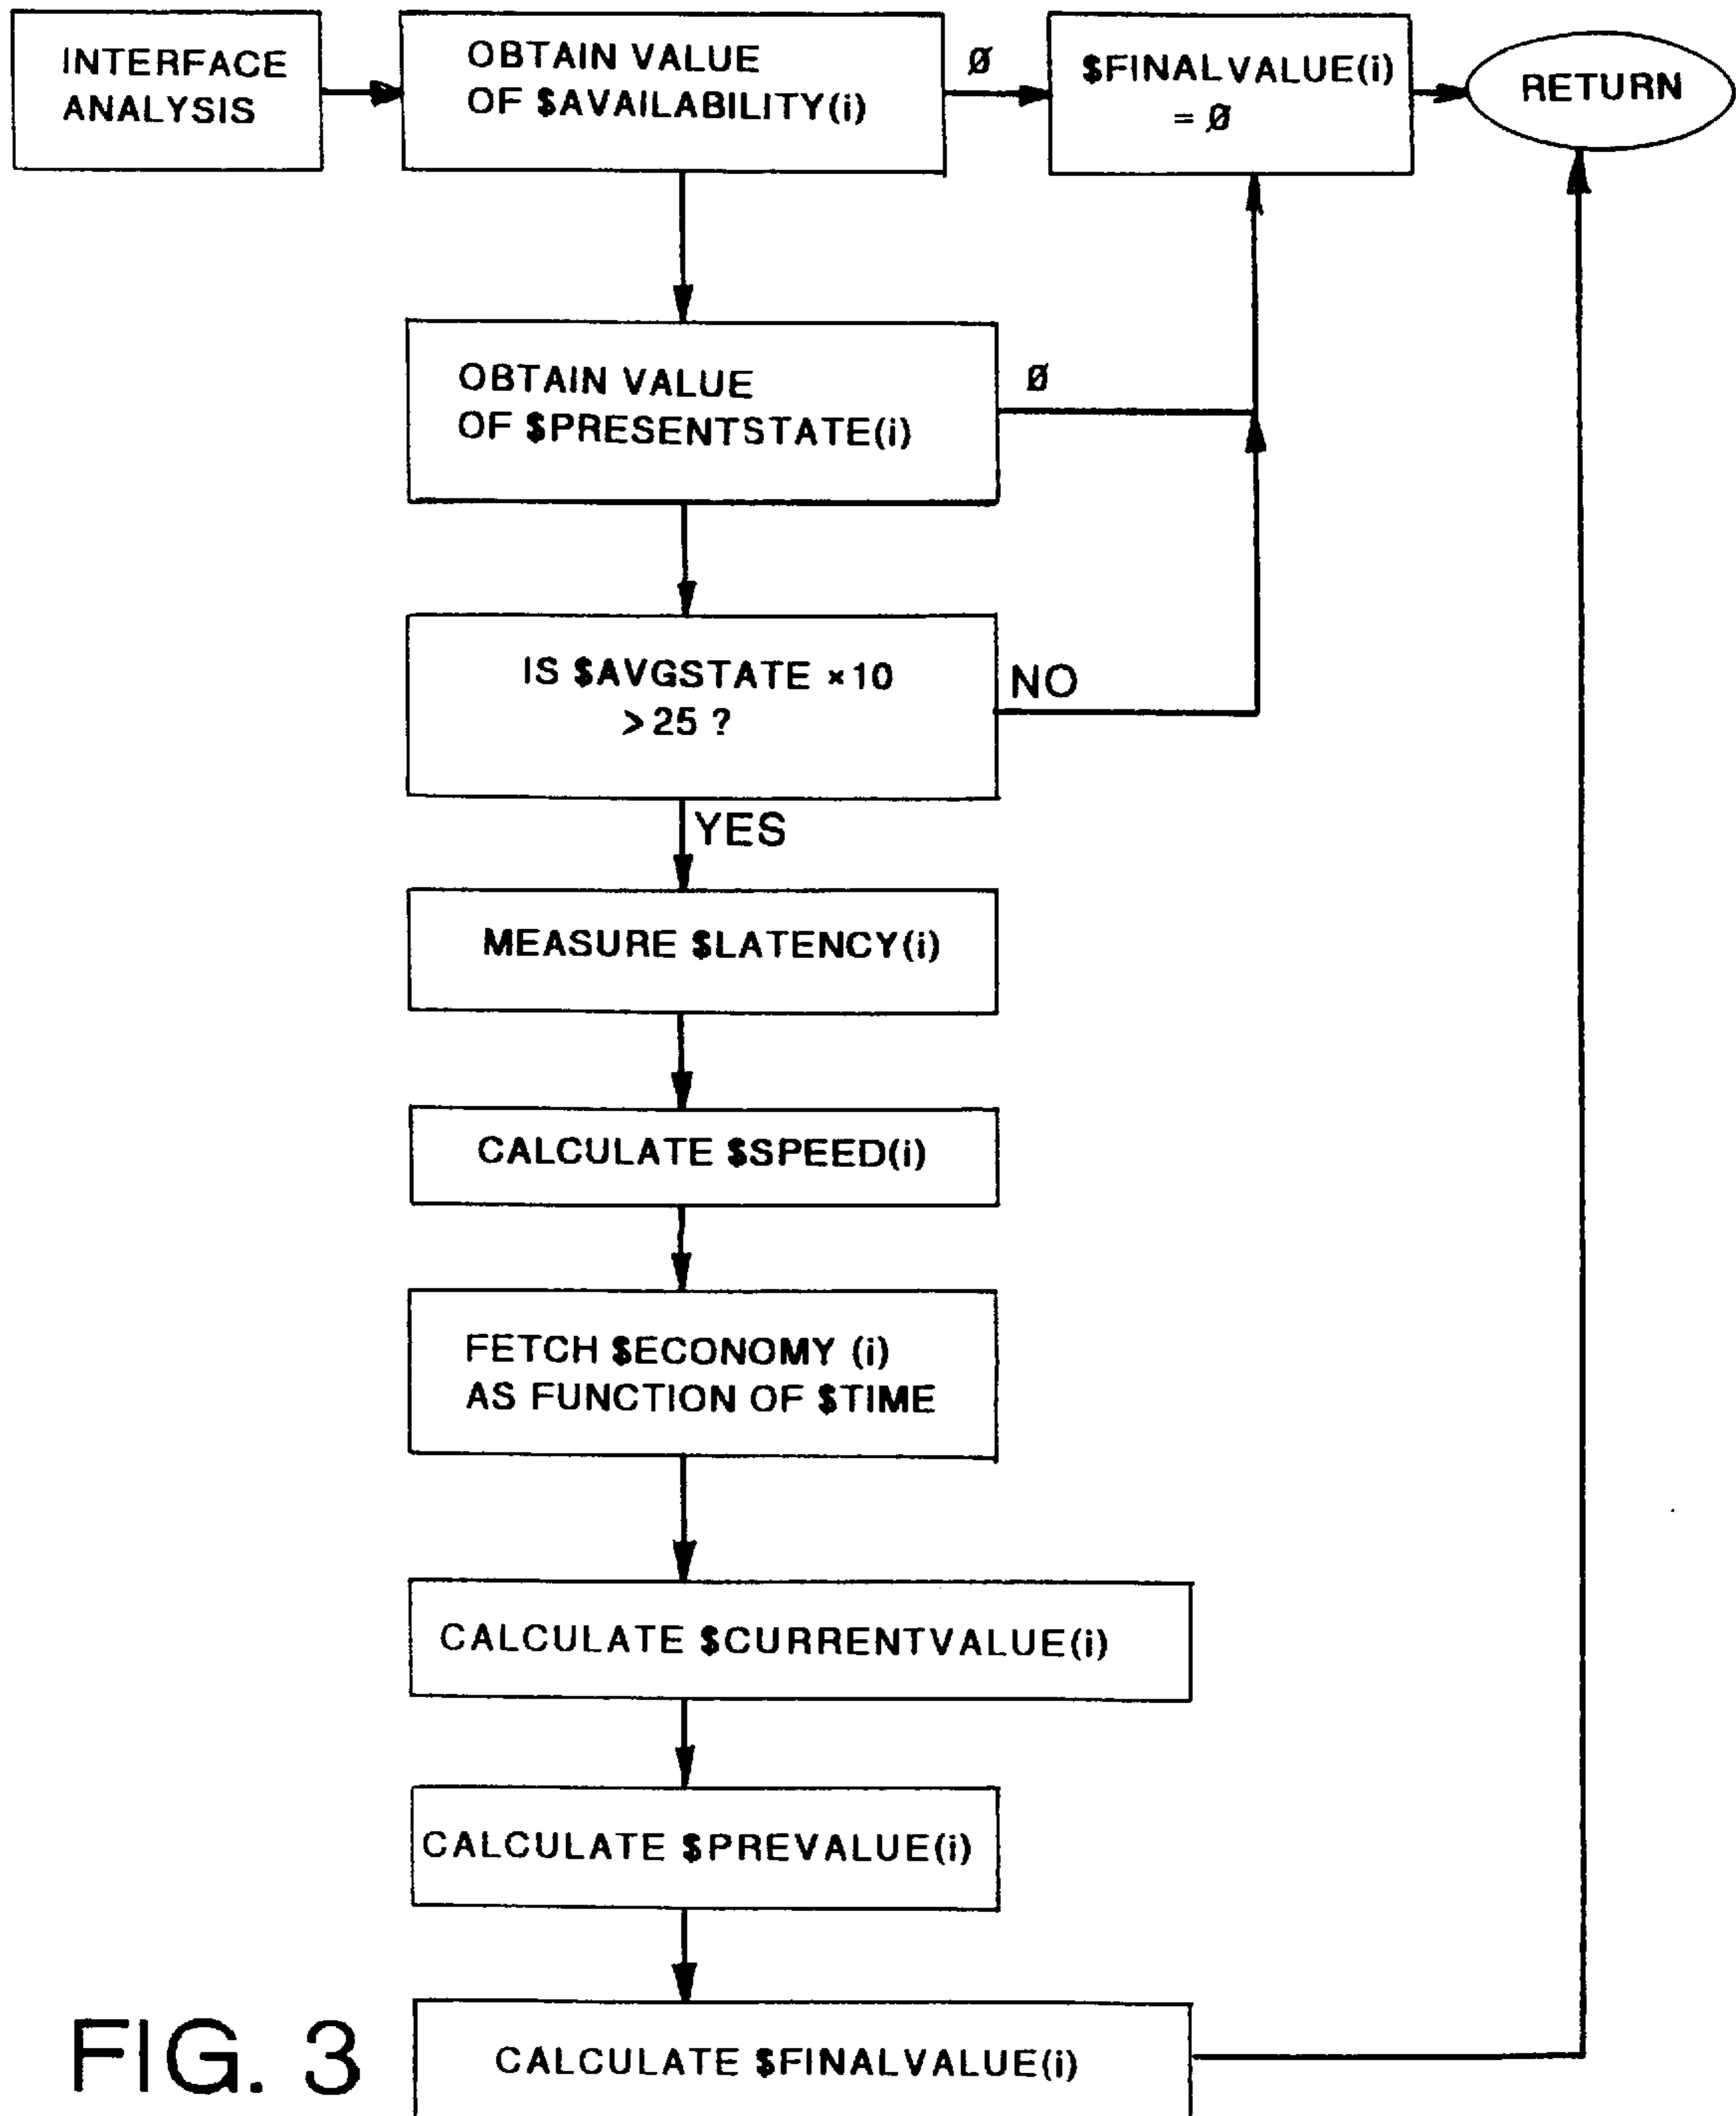 INTERFACE
ANALYSIS
OBTAIN VALUE
OF $AVAILABILITY(i)
Ø
$FINALVALUE(i)
= Ø
RETURN
OBTAIN VALUE
OF $PRESENTSTATE(i)
Ø
IS $AVGSTATE ×10
> 25 ?
NO
YES
MEASURE $LATENCY(i)
CALCULATE $SPEED(i)
FETCH $ECONOMY (i)
AS FUNCTION OF $TIME
CALCULATE $CURRENTVALUE(i)
CALCULATE $PREVALUE(i)
CALCULATE $FINALVALUE(i)
FIG. 3